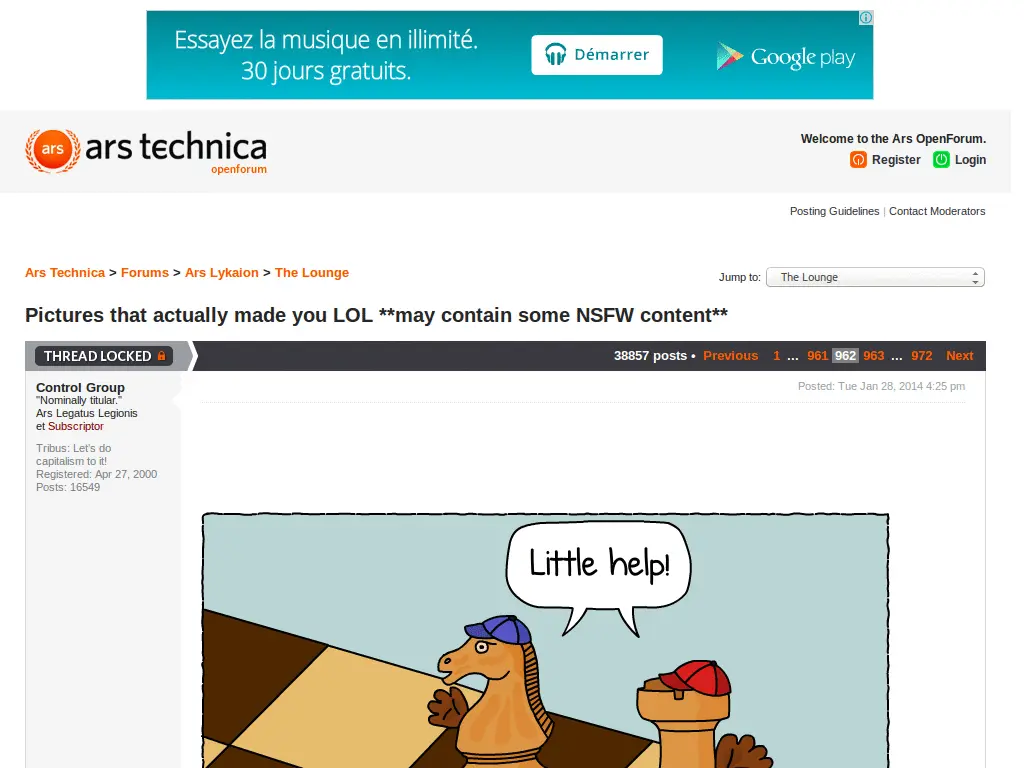 Essayez la musique en illimité.
30 jours gratuits.
Démarrer
Google play
ars
ars technica
openforum
Welcome to the Ars OpenForum.
Register
Login
Posting Guidelines | Contact Moderators
Ars Technica > Forums > Ars Lykaion > The Lounge
Jump to: The Lounge
Pictures that actually made you LOL **may contain some NSFW content**
THREAD LOCKED
38857 posts • Previous 1 ... 961 962 963 ... 972 Next
Control Group
"Nominally titular."
Ars Legatus Legionis
et Subscriptor
Tribus: Let's do
capitalism to it!
Registered: Apr 27, 2000
Posts: 16549
Posted: Tue Jan 28, 2014 4:25 pm
Little help!